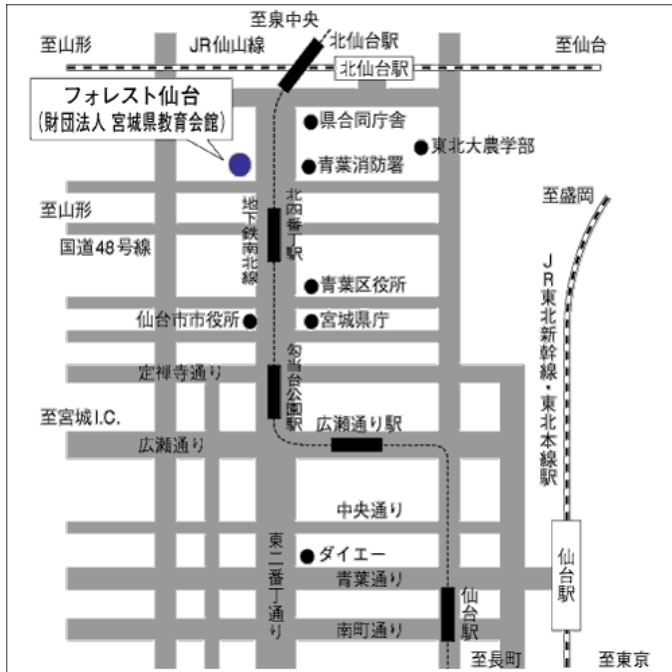 至泉中央
至山形
JR仙山線
北仙台駅
至仙台
北仙台駅
フォレスト仙台
(財団法人 宮城県教育会館)
県合同庁舎
東北大農学部
青葉消防署
至盛岡
至山形
地下鉄南北線
北四番丁駅
国道48号線
JR東北新幹線・東北本線駅
青葉区役所
仙台市市役所
宮城県庁
勾当台公園駅
定禅寺通り
至宮城I.C.
広瀬通り駅
広瀬通り
中央通り
東二番丁通り
ダイエー
青葉通り
仙台駅
仙台駅
南町通り
至長町
至東京